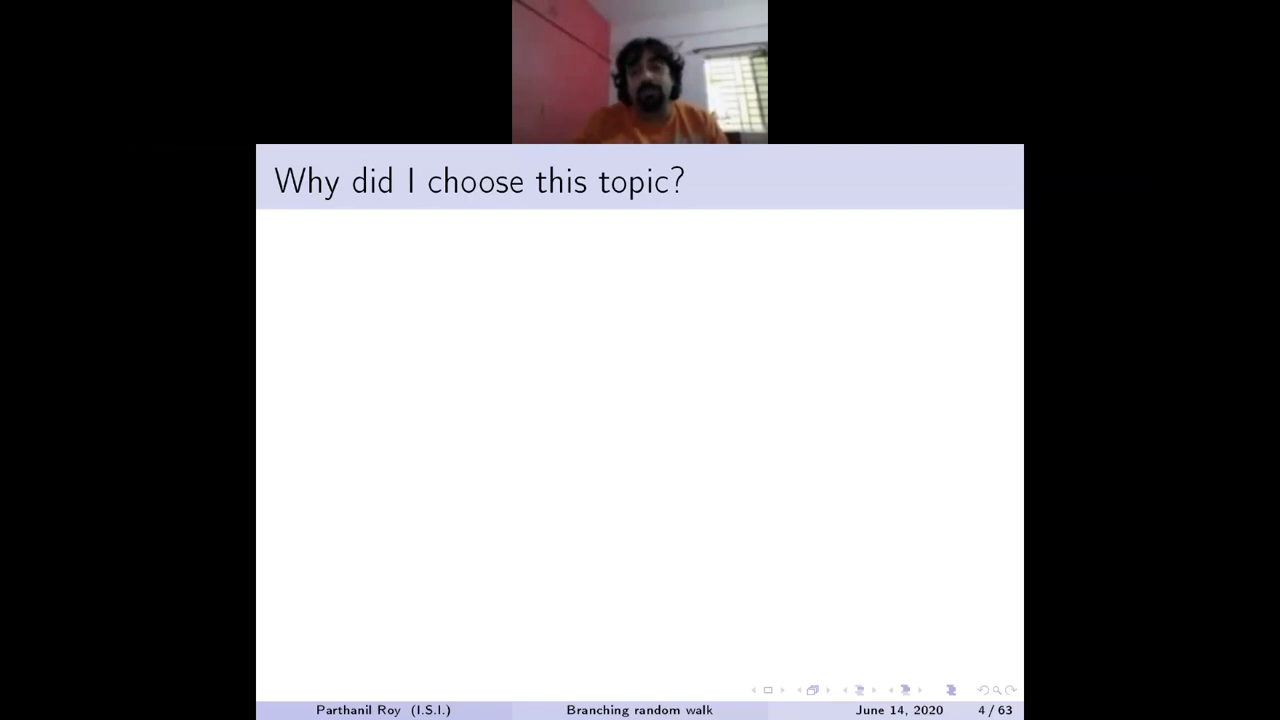 Why did I choose this topic?
Parthanil Roy (I.S.I.) Branching random walk June 14, 2020 4 / 63